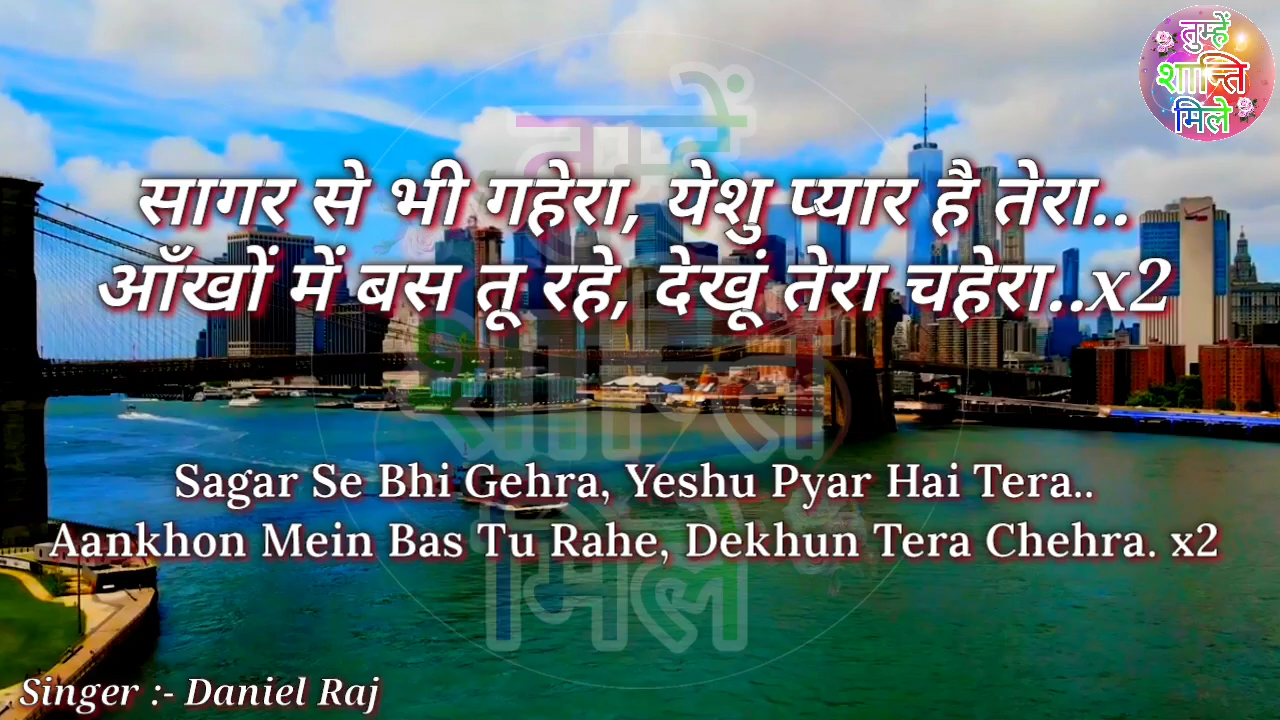 तुम्हें
शान्ति
मिले
सागर से भी गहेरा, येशु प्यार है तेरा..
आँखों में बस तू रहे, देखूं तेरा चहेरा..x2
तुम्हें
शान्ति
मिले
Sagar Se Bhi Gehra, Yeshu Pyar Hai Tera..
Aankhon Mein Bas Tu Rahe, Dekhun Tera Chehra. x2
Singer :- Daniel Raj